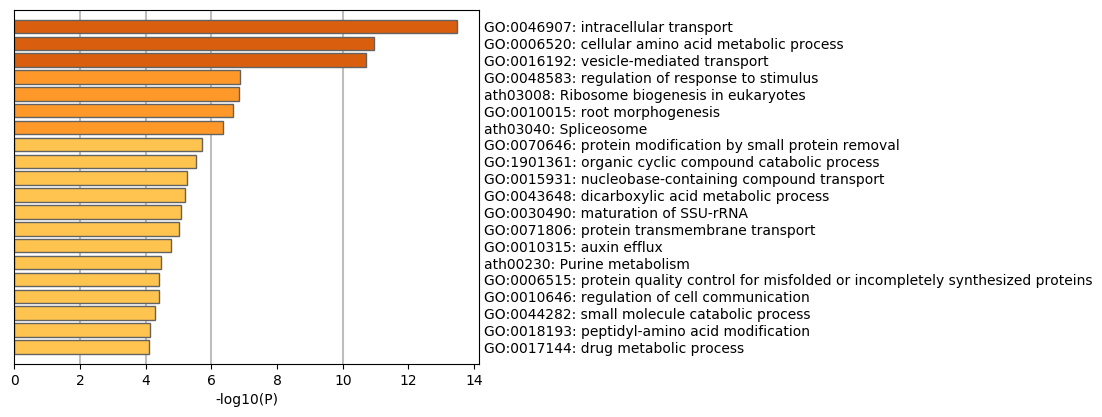 GO:0046907: intracellular transport
GO:0006520: cellular amino acid metabolic process
GO:0016192: vesicle-mediated transport
GO:0048583: regulation of response to stimulus
ath03008: Ribosome biogenesis in eukaryotes
GO:0010015: root morphogenesis
ath03040: Spliceosome
GO:0070646: protein modification by small protein removal
GO:1901361: organic cyclic compound catabolic process
GO:0015931: nucleobase-containing compound transport
GO:0043648: dicarboxylic acid metabolic process
GO:0030490: maturation of SSU-rRNA
GO:0071806: protein transmembrane transport
GO:0010315: auxin efflux
ath00230: Purine metabolism
GO:0006515: protein quality control for misfolded or incompletely synthesized proteins
GO:0010646: regulation of cell communication
GO:0044282: small molecule catabolic process
GO:0018193: peptidyl-amino acid modification
GO:0017144: drug metabolic process
0 2 4 6 8 10 12 14
-log10(P)